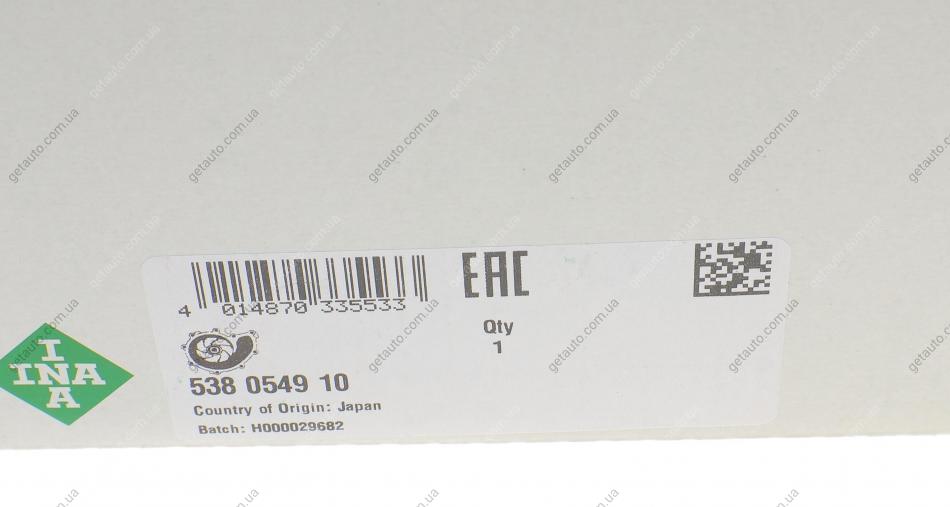 4 014870 335533
EAC
Qty
1
538 0549 10
Country of Origin: Japan
Batch: H000029682
INA
INA
getauto.com.ua